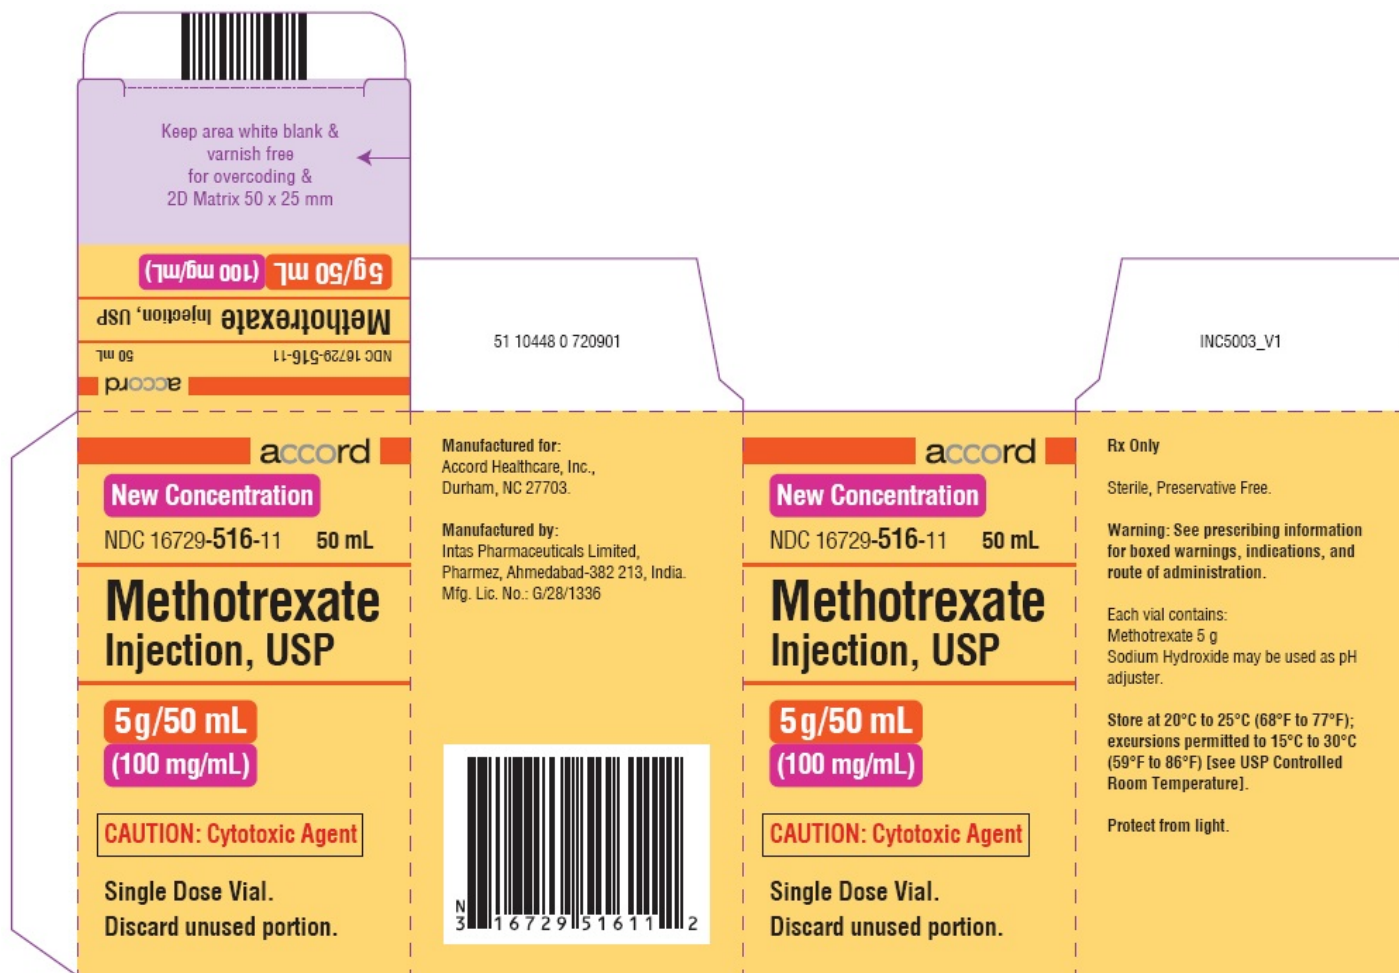 Keep area white blank &
varnish free
for overcoding &
2D Matrix 50 x 25 mm
5g/50 mL (100 mg/mL)
Methotrexate Injection, USP
NDC 16729-516-11 50 mL
accord
51 10448 0 720901
INC5003_V1
accord
New Concentration
NDC 16729-516-11 50 mL
Methotrexate
Injection, USP
5g/50 mL
(100 mg/mL)
CAUTION: Cytotoxic Agent
Single Dose Vial.
Discard unused portion.
Manufactured for:
Accord Healthcare, Inc.,
Durham, NC 27703.
Manufactured by:
Intas Pharmaceuticals Limited,
Pharmez, Ahmedabad-382 213, India.
Mfg. Lic. No.: G/28/1336
N
3 16729 51611 2
accord
New Concentration
NDC 16729-516-11 50 mL
Methotrexate
Injection, USP
5g/50 mL
(100 mg/mL)
CAUTION: Cytotoxic Agent
Single Dose Vial.
Discard unused portion.
Rx Only
Sterile, Preservative Free.
Warning: See prescribing information
for boxed warnings, indications, and
route of administration.
Each vial contains:
Methotrexate 5 g
Sodium Hydroxide may be used as pH
adjuster.
Store at 20°C to 25°C (68°F to 77°F);
excursions permitted to 15°C to 30°C
(59°F to 86°F) [see USP Controlled
Room Temperature].
Protect from light.